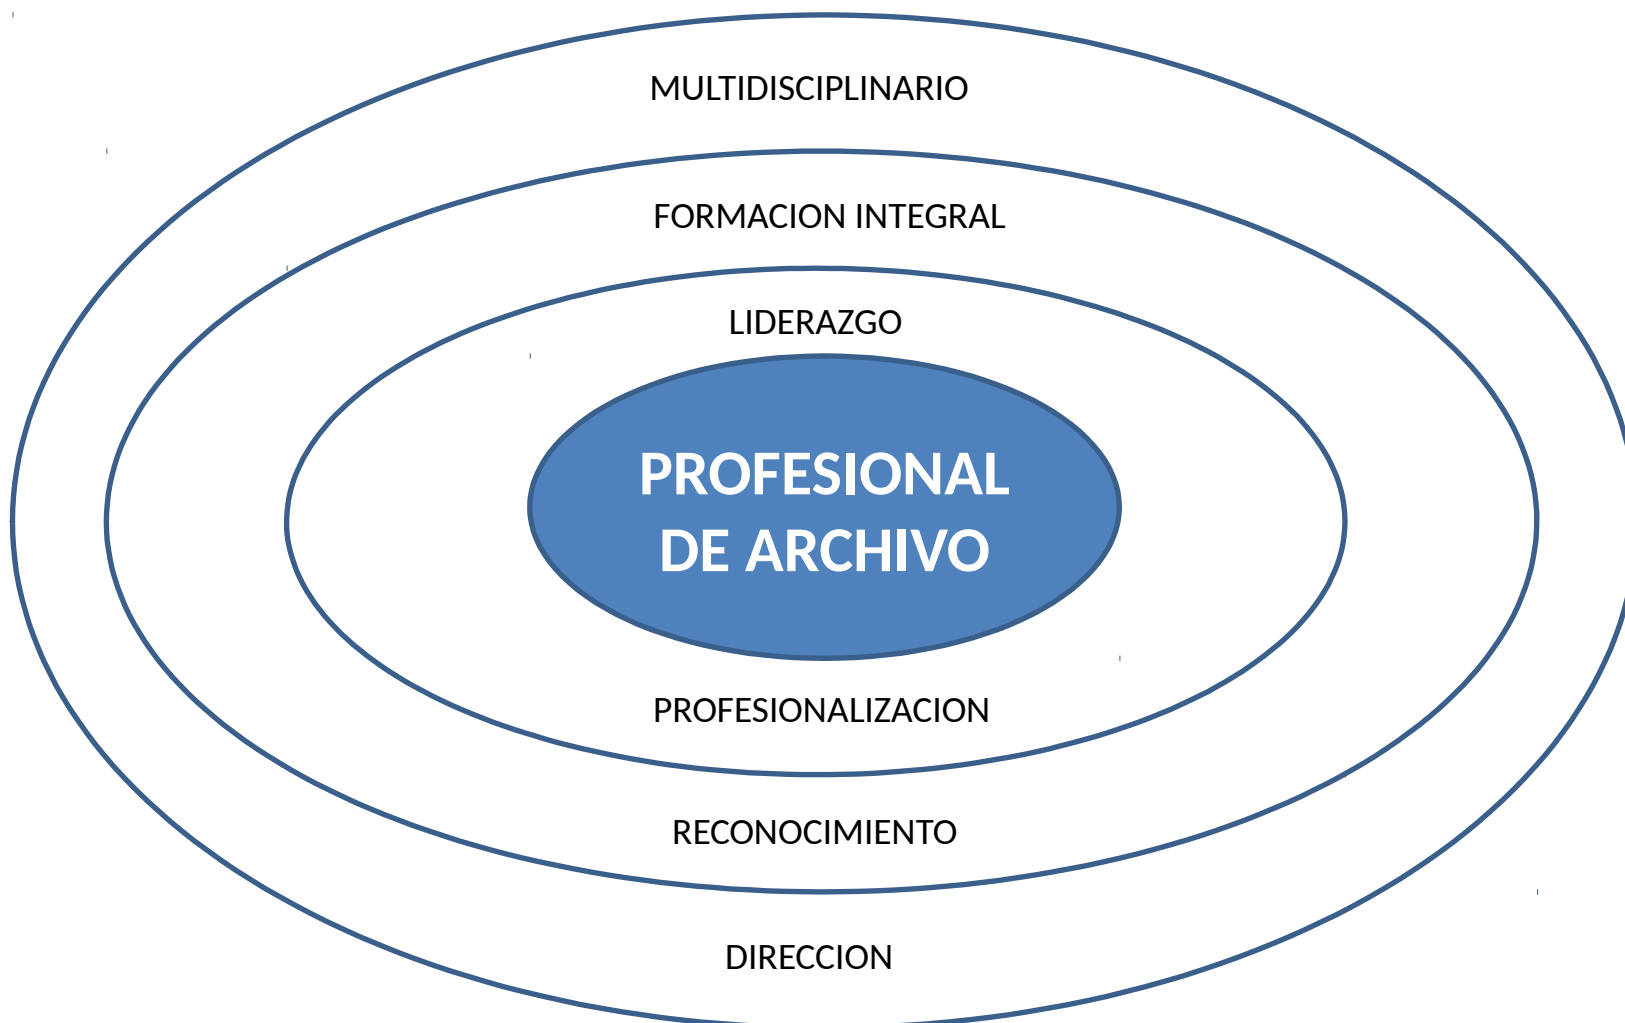 MULTIDISCIPLINARIO
FORMACION INTEGRAL
LIDERAZGO
PROFESIONAL
DE ARCHIVO
PROFESIONALIZACION
RECONOCIMIENTO
DIRECCION